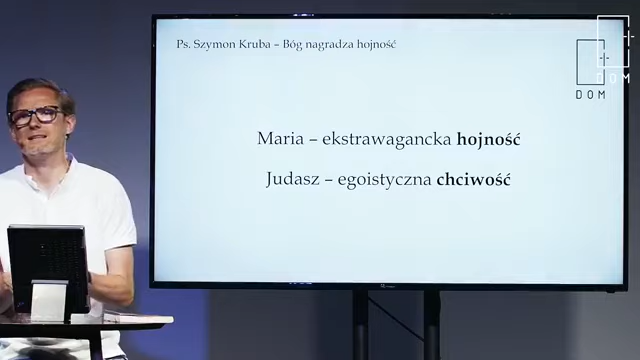 Ps. Szymon Kruba – Bóg nagradza hojność
DOM
DOM
Maria – ekstrawagancka hojność
Judasz – egoistyczna chciwość